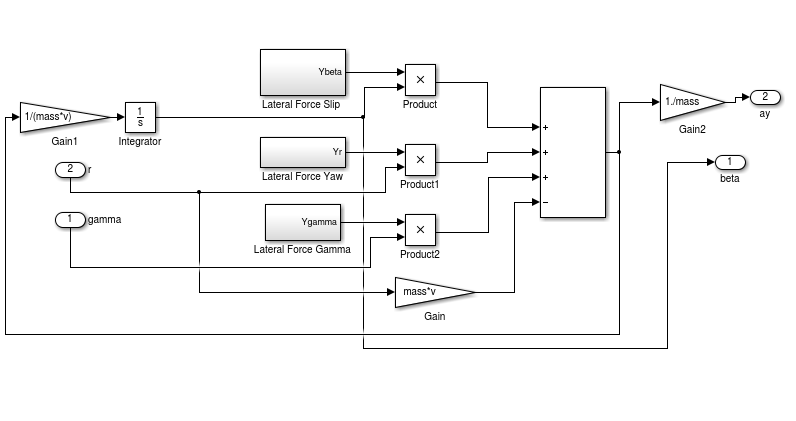 Ybeta
×
Lateral Force Slip
Product
1./mass
2
ay
Gain2
1/(mass*v)
1
s
Gain1
Integrator
+
Yr
×
+
Lateral Force Yaw
Product1
1
beta
2
r
+
−
1
gamma
Ygamma
×
Lateral Force Gamma
Product2
mass*v
Gain